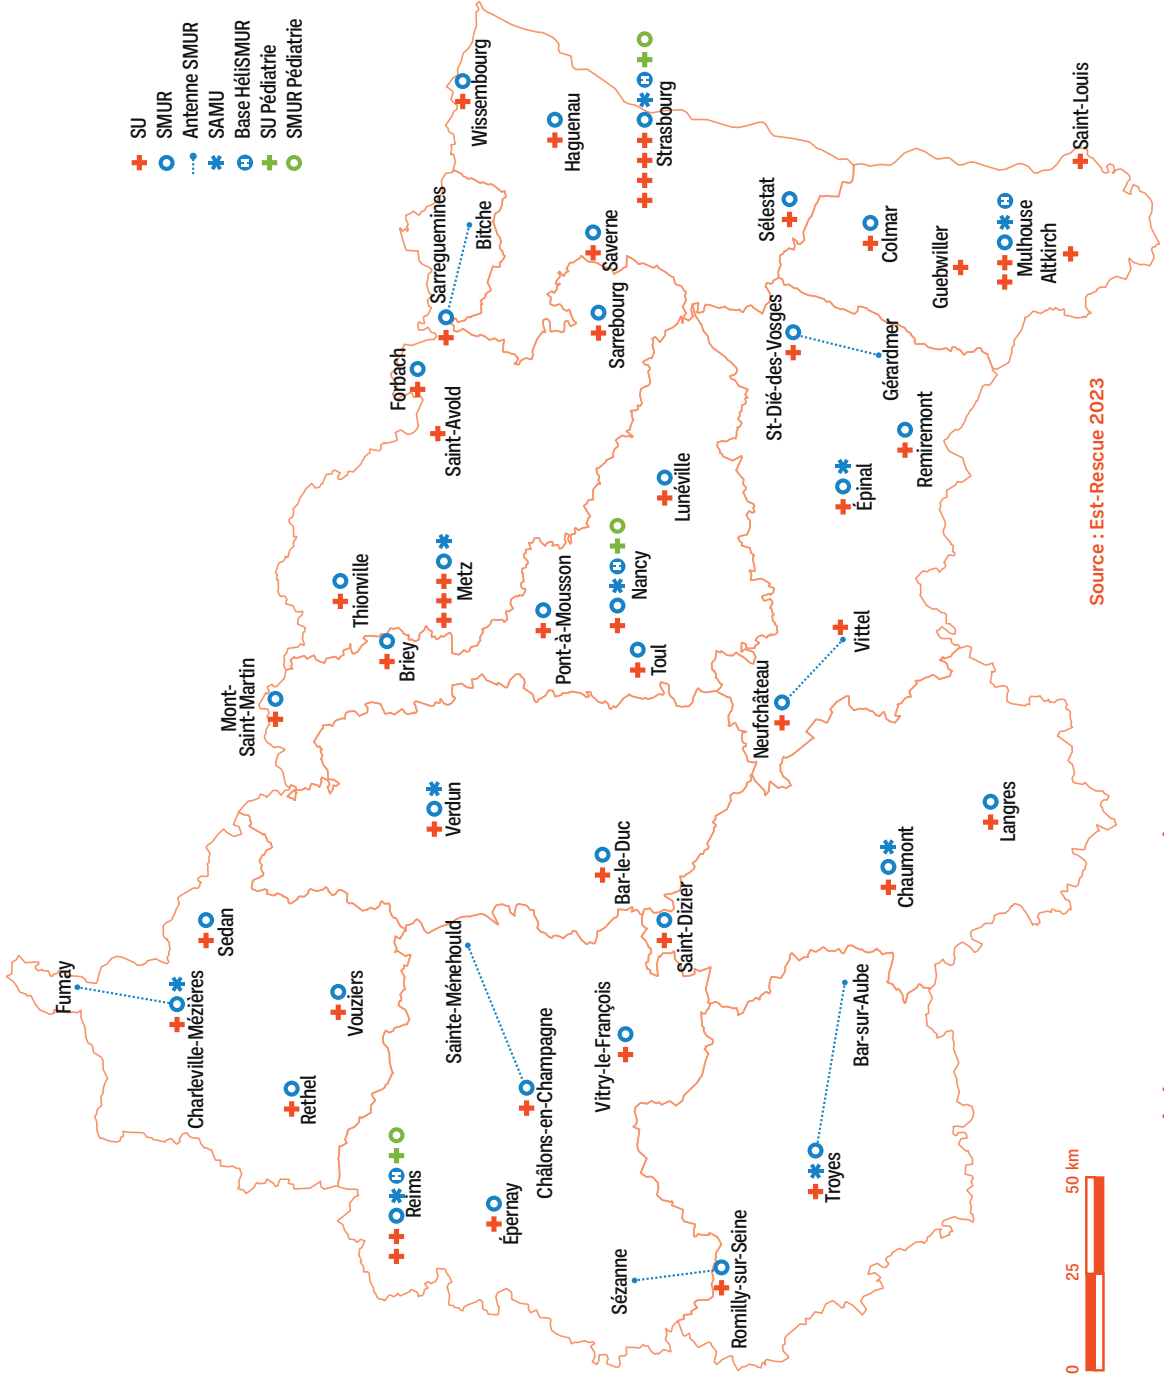 SU
SMUR
Antenne SMUR
SAMU
Base HéliSMUR
SU Pédiatrie
SMUR Pédiatrie
Fumay
Charleville-Mézières
Sedan
Rethel
Vouziers
Mont-
Saint-Martin
Briey
Thionville
Metz
Forbach
Saint-Avold
Sarreguemines
Bitche
Wissembourg
Haguenau
Strasbourg
Saverne
Sarrebourg
Reims
Épernay
Châlons-en-Champagne
Sainte-Ménehould
Verdun
Bar-le-Duc
Pont-à-Mousson
Nancy
Toul
Lunéville
Sézanne
Vitry-le-François
Saint-Dizier
Romilly-sur-Seine
Troyes
Bar-sur-Aube
Chaumont
Langres
Neufchâteau
Vittel
Épinal
St-Dié-des-Vosges
Gérardmer
Remiremont
Sélestat
Colmar
Guebwiller
Mulhouse
Altkirch
Saint-Louis
0
25
50 km
Source : Est-Rescue 2023